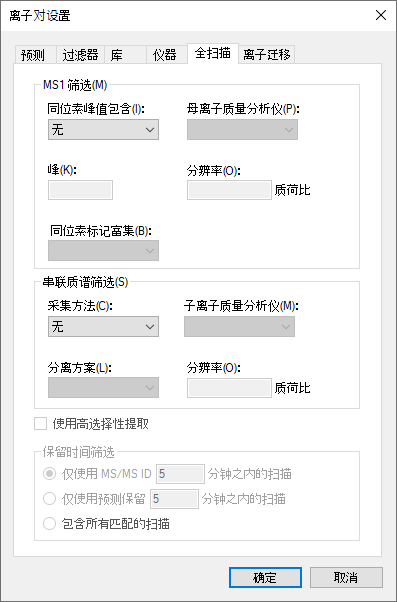 离子对设置
预测 过滤器 库 仪器 全扫描 离子迁移
MS1 筛选(M)
同位素峰值包含(I): 母离子质量分析仪(P):
无
峰(K): 分辨率(O):
质荷比
同位素标记富集(B):
串联质谱筛选(S)
采集方法(C): 子离子质量分析仪(M):
无
分离方案(L): 分辨率(O):
质荷比
使用高选择性提取
保留时间筛选
仅使用 MS/MS ID 5 分钟之内的扫描
仅使用预测保留 5 分钟之内的扫描
包含所有匹配的扫描
确定 取消